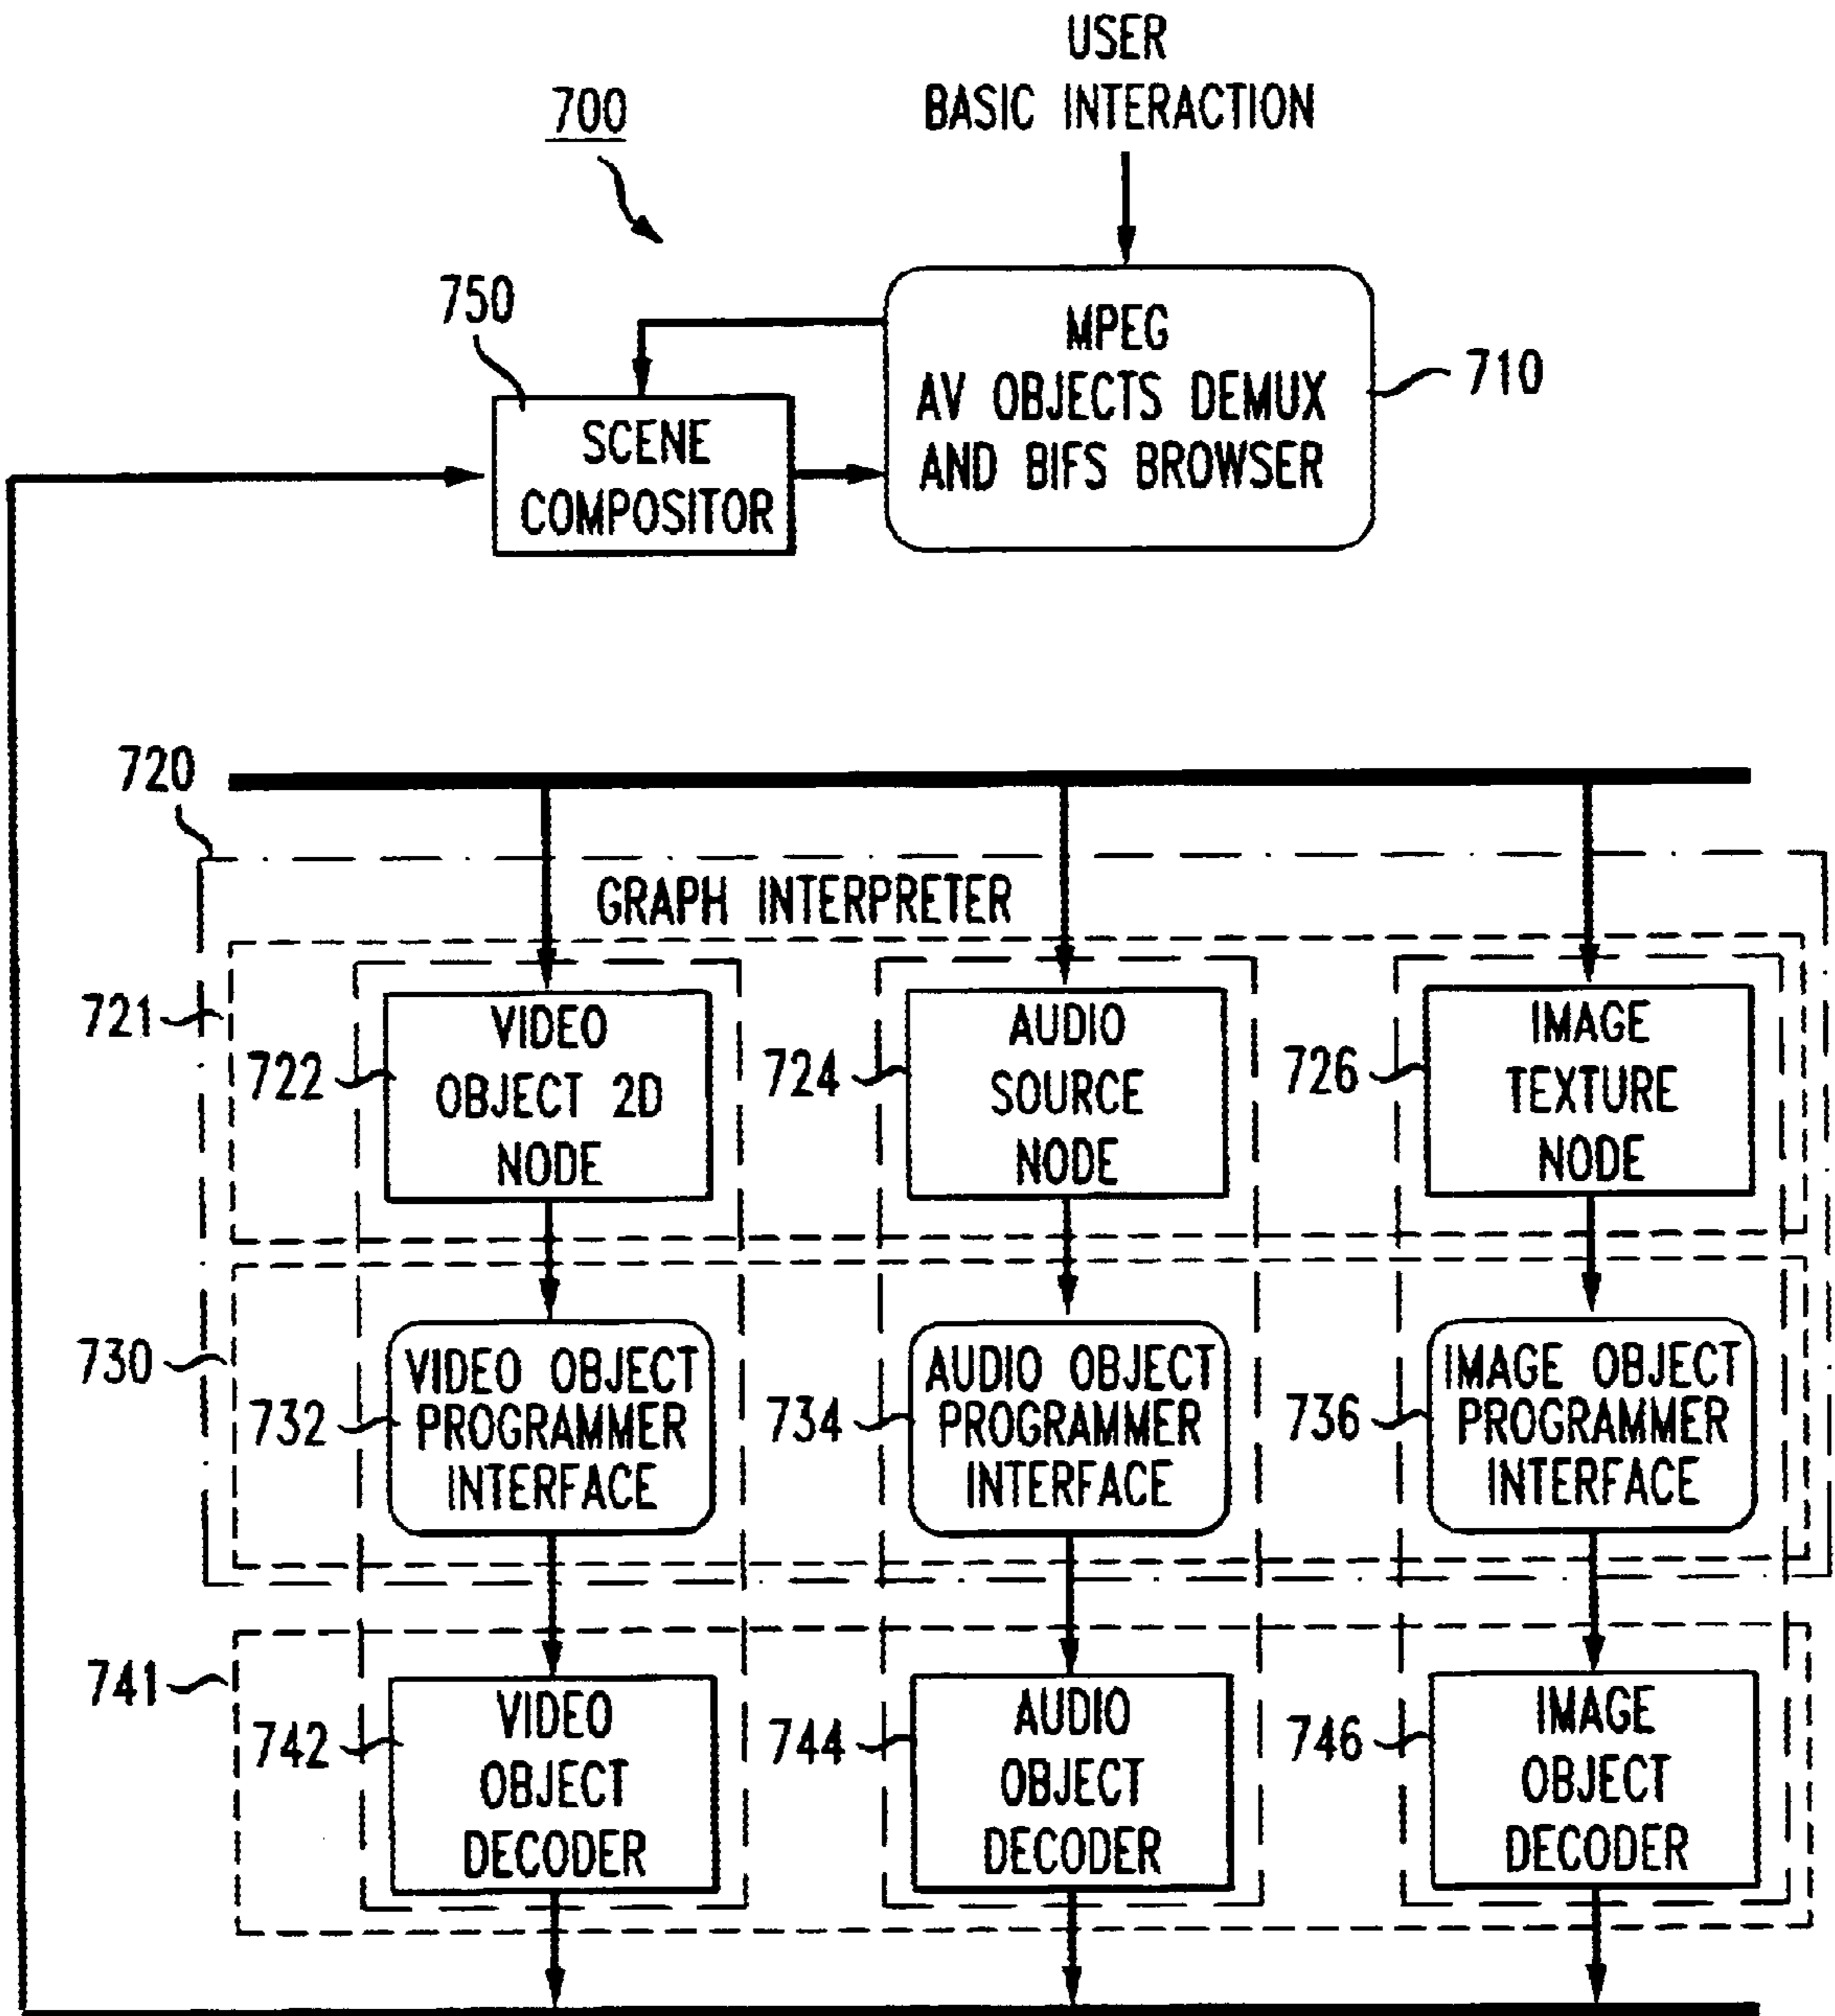 USER
BASIC INTERACTION
700
750
MPEG
AV OBJECTS DEMUX
AND BIFS BROWSER
710
SCENE
COMPOSITOR
720
GRAPH INTERPRETER
721
722
VIDEO
OBJECT 2D
NODE
724
AUDIO
SOURCE
NODE
726
IMAGE
TEXTURE
NODE
730
732
VIDEO OBJECT
PROGRAMMER
INTERFACE
734
AUDIO OBJECT
PROGRAMMER
INTERFACE
736
IMAGE OBJECT
PROGRAMMER
INTERFACE
741
742
VIDEO
OBJECT
DECODER
744
AUDIO
OBJECT
DECODER
746
IMAGE
OBJECT
DECODER